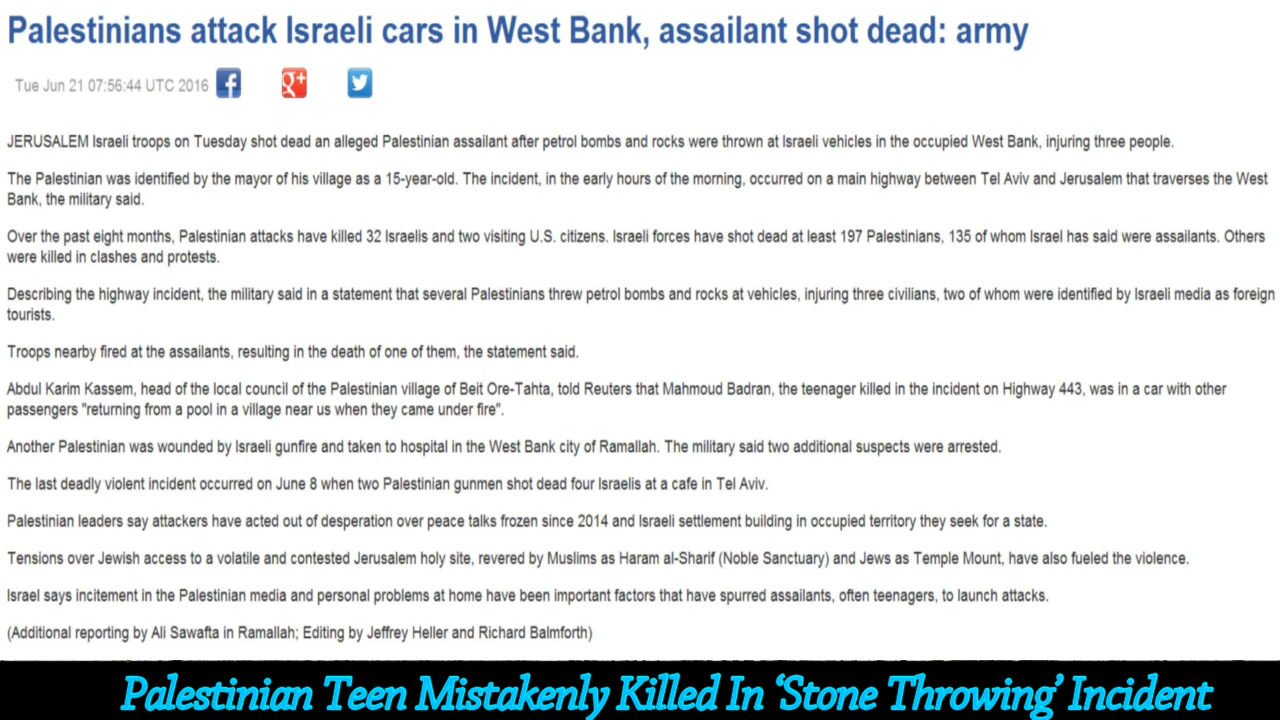 Palestinians attack Israeli cars in West Bank, assailant shot dead: army
Tue Jun 21 07:56:44 UTC 2016
JERUSALEM Israeli troops on Tuesday shot dead an alleged Palestinian assailant after petrol bombs and rocks were thrown at Israeli vehicles in the occupied West Bank, injuring three people.
The Palestinian was identified by the mayor of his village as a 15-year-old. The incident, in the early hours of the morning, occurred on a main highway between Tel Aviv and Jerusalem that traverses the West
Bank, the military said.
Over the past eight months, Palestinian attacks have killed 32 Israelis and two visiting U.S. citizens. Israeli forces have shot dead at least 197 Palestinians, 135 of whom Israel has said were assailants. Others
were killed in clashes and protests.
Describing the highway incident, the military said in a statement that several Palestinians threw petrol bombs and rocks at vehicles, injuring three civilians, two of whom were identified by Israeli media as foreign
tourists.
Troops nearby fired at the assailants, resulting in the death of one of them, the statement said.
Abdul Karim Kassem, head of the local council of the Palestinian village of Beit Ore-Tahta, told Reuters that Mahmoud Badran, the teenager killed in the incident on Highway 443, was in a car with other
passengers "returning from a pool in a village near us when they came under fire".
Another Palestinian was wounded by Israeli gunfire and taken to hospital in the West Bank city of Ramallah. The military said two additional suspects were arrested.
The last deadly violent incident occurred on June 8 when two Palestinian gunmen shot dead four Israelis at a cafe in Tel Aviv.
Palestinian leaders say attackers have acted out of desperation over peace talks frozen since 2014 and Israeli settlement building in occupied territory they seek for a state.
Tensions over Jewish access to a volatile and contested Jerusalem holy site, revered by Muslims as Haram al-Sharif (Noble Sanctuary) and Jews as Temple Mount, have also fueled the violence.
Israel says incitement in the Palestinian media and personal problems at home have been important factors that have spurred assailants, often teenagers, to launch attacks.
(Additional reporting by Ali Sawafta in Ramallah; Editing by Jeffrey Heller and Richard Balmforth)
Palestinian Teen Mistakenly Killed In ‘Stone Throwing’ Incident